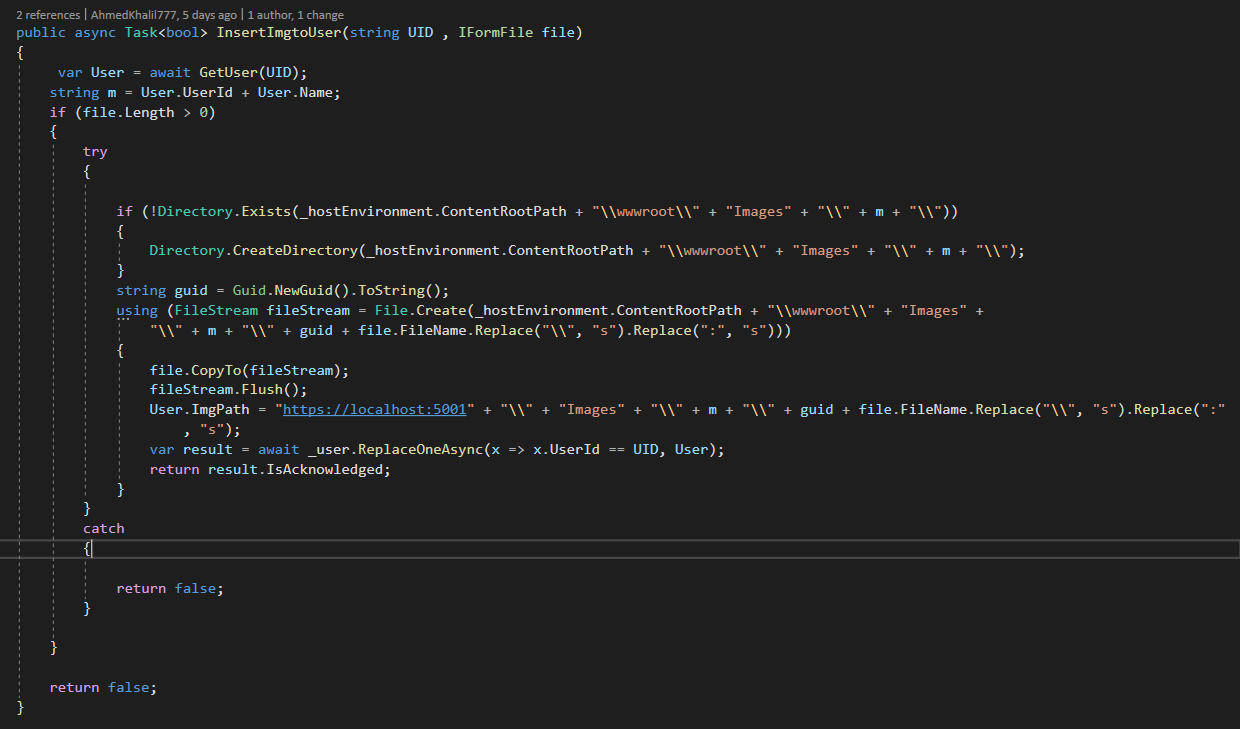 2 references | AhmedKhalil777, 5 days ago | 1 author, 1 change
public async Task<bool> InsertImgtoUser(string UID , IFormFile file)
{
var User = await GetUser(UID);
string m = User.UserId + User.Name;
if (file.Length > 0)
{
try
{
if (!Directory.Exists(_hostEnvironment.ContentRootPath + "\\wwwroot\\" + "Images" + "\\" + m + "\\"))
{
Directory.CreateDirectory(_hostEnvironment.ContentRootPath + "\\wwwroot\\" + "Images" + "\\" + m + "\\");
}
string guid = Guid.NewGuid().ToString();
using (FileStream fileStream = File.Create(_hostEnvironment.ContentRootPath + "\\wwwroot\\" + "Images" +
"\\" + m + "\\" + guid + file.FileName.Replace("\\", "s").Replace(":", "s")))
{
file.CopyTo(fileStream);
fileStream.Flush();
User.ImgPath = "https://localhost:5001" + "\\" + "Images" + "\\" + m + "\\" + guid + file.FileName.Replace("\\", "s").Replace(":"
, "s");
var result = await _user.ReplaceOneAsync(x => x.UserId == UID, User);
return result.IsAcknowledged;
}
}
catch
{
return false;
}
}
return false;
}